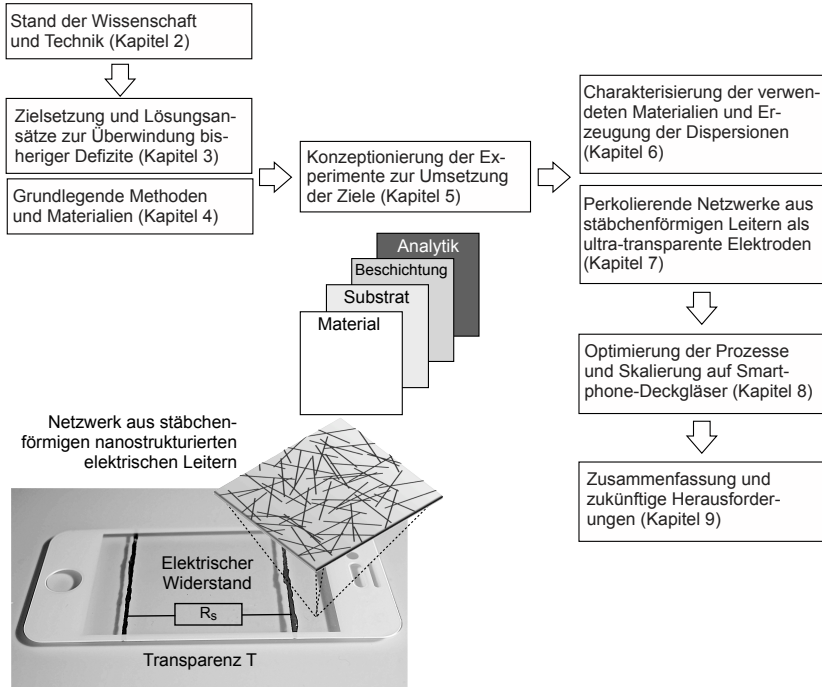 Stand der Wissenschaft
und Technik (Kapitel 2)
Zielsetzung und Lösungsan-
sätze zur Überwindung bis-
heriger Defizite (Kapitel 3)
Grundlegende Methoden
und Materialien (Kapitel 4)
Konzeptionierung der Ex-
perimente zur Umsetzung
der Ziele (Kapitel 5)
Analytik
Beschichtung
Substrat
Material
Charakterisierung der verwen-
deten Materialien und Er-
zeugung der Dispersionen
(Kapitel 6)
Perkolierende Netzwerke aus
stäbchenförmigen Leitern als
ultra-transparente Elektroden
(Kapitel 7)
Optimierung der Prozesse
und Skalierung auf Smart-
phone-Deckgläser (Kapitel 8)
Zusammenfassung und
zukünftige Herausforder-
ungen (Kapitel 9)
Netzwerk aus stäbchen-
förmigen nanostrukturierten
elektrischen Leitern
Elektrischer
Widerstand
Rs
Transparenz T